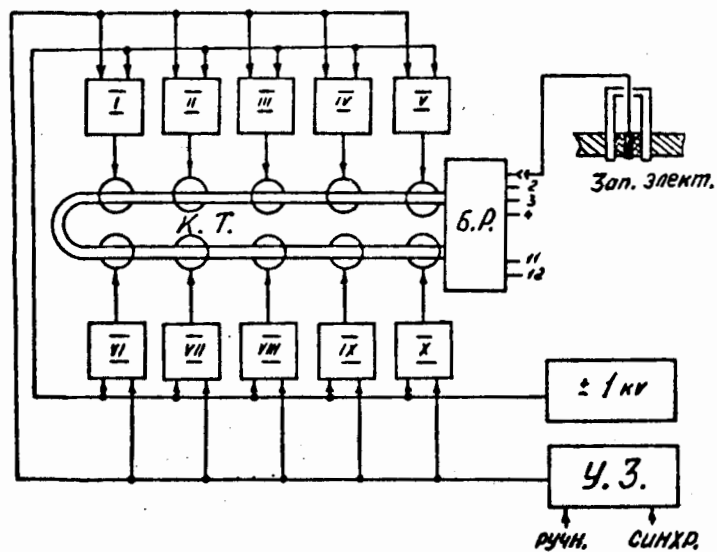 I II III IV V
1
2
3
4
Б.Р.
Зап. элект.
К. Т.
11
12
VI VII VIII IX X
± 1 кv
У. З.
РУЧН. СИНХР.